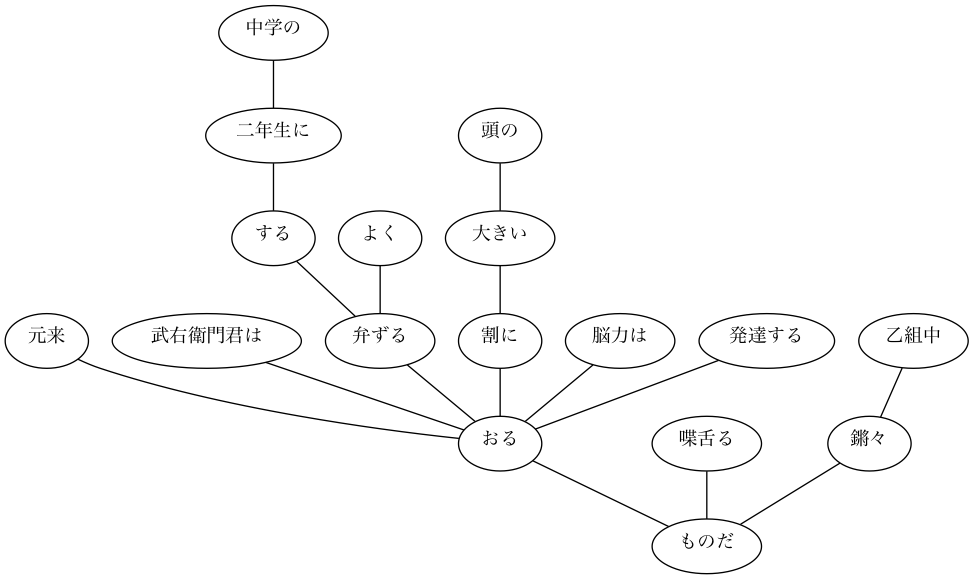 中学の
二年生に
頭の
する
よく
大きい
元来
武右衛門君は
弁ずる
割に
脳力は
発達する
乙組中
おる
喋舌る
鏘々
ものだ